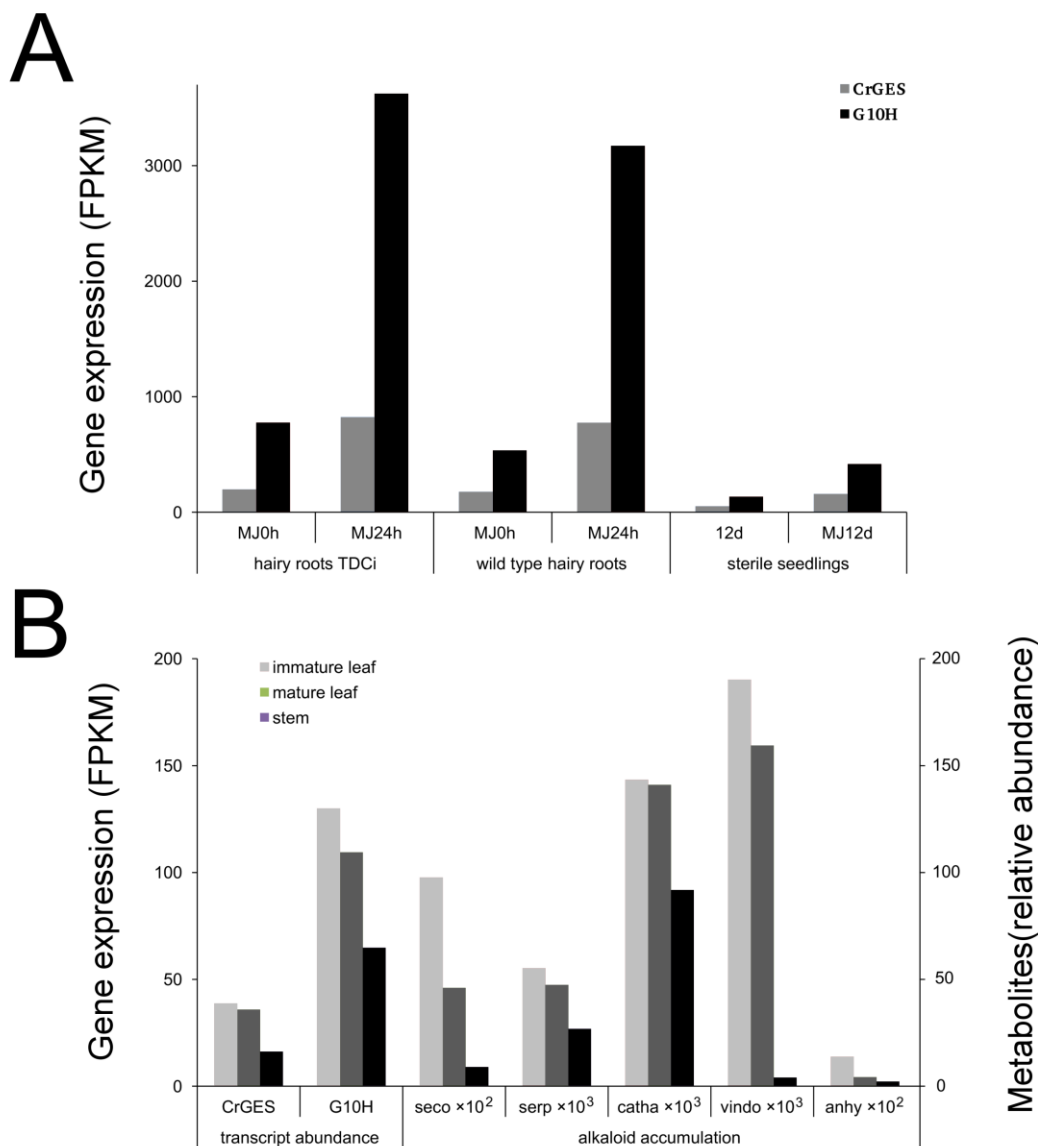 A
Gene expression (FPKM)
CrGES
G10H
3000
2000
1000
0
MJ0h MJ24h MJ0h MJ24h 12d MJ12d
hairy roots TDCi wild type hairy roots sterile seedlings
B
Gene expression (FPKM)
Metabolites(relative abundance)
immature leaf
mature leaf
stem
200 200
150 150
100 100
50 50
0 0
CrGES G10H seco ×10² serp ×10³ catha ×10³ vindo ×10³ anhy ×10²
transcript abundance alkaloid accumulation